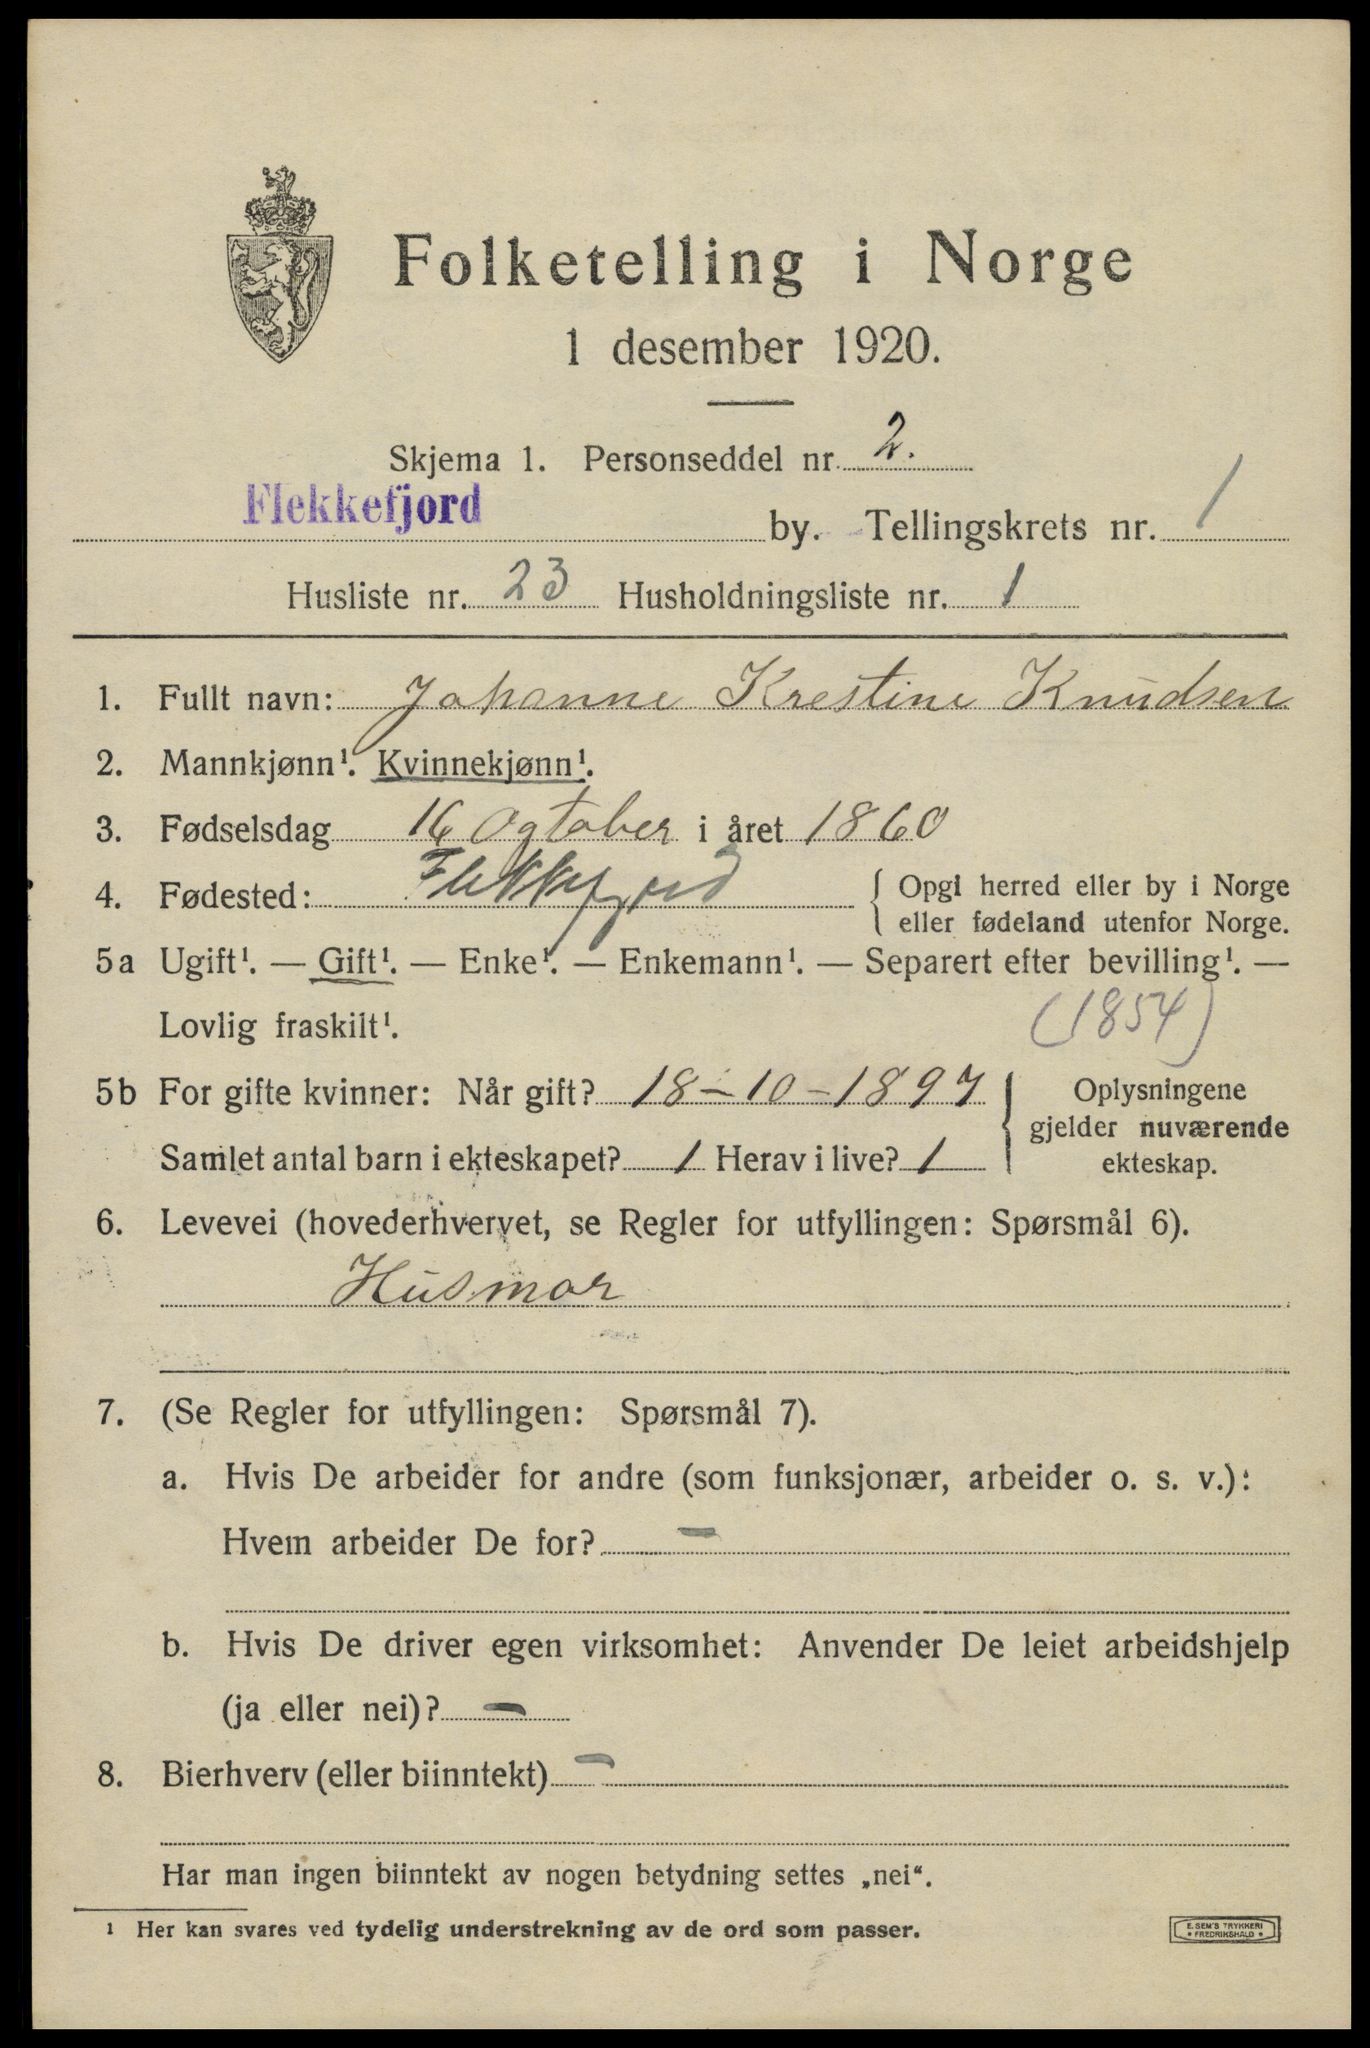 Folketelling i Norge
1 desember 1920.
Skjema 1. Personseddel nr. 2.
Flekkefjord by. Tellingskrets nr. 1
Husliste nr. 23 Husholdningsliste nr. 1
1. Fullt navn: Johanne Krestine Knudsen
2. Mannkjønn¹. Kvinnekjønn¹.
3. Fødselsdag 16 Ogtober i året 1860
4. Fødested: Flekkefjord { Opgi herred eller by i Norge
eller fødeland utenfor Norge.
5a Ugift¹. — Gift¹. — Enke¹. — Enkemann¹. — Separert efter bevilling¹. —
Lovlig fraskilt¹. (1854)
5b For gifte kvinner: Når gift? 18-10-1897 } Oplysningene
gjelder nuværende
Samlet antal barn i ekteskapet? 1 Herav i live? 1 ekteskap.
6. Levevei (hovederhvervet, se Regler for utfyllingen: Spørsmål 6).
Husmor
7. (Se Regler for utfyllingen: Spørsmål 7).
a. Hvis De arbeider for andre (som funksjonær, arbeider o. s. v.):
Hvem arbeider De for? —
b. Hvis De driver egen virksomhet: Anvender De leiet arbeidshjelp
(ja eller nei)? —
8. Bierhverv (eller biinntekt) —
Har man ingen biinntekt av nogen betydning settes „nei“.
1 Her kan svares ved tydelig understrekning av de ord som passer.
E. SEM'S TRYKKERI
• FREDRIKSHALD •